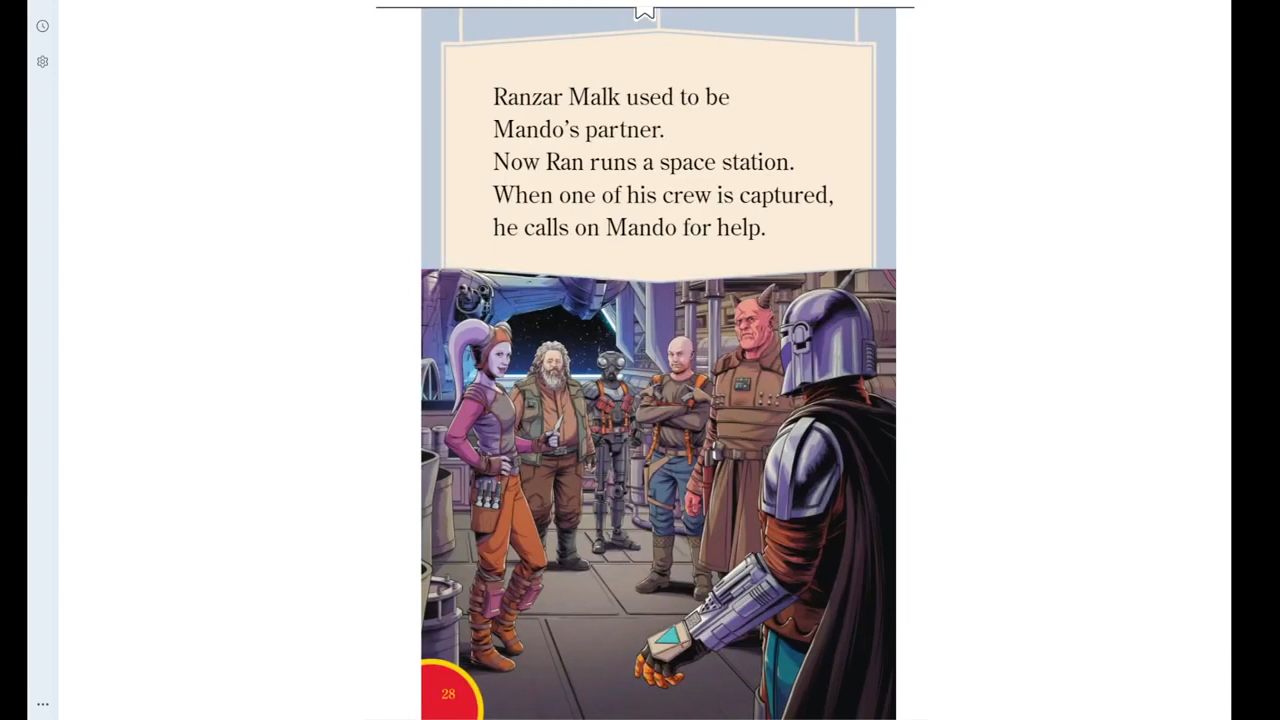 Ranzar Malk used to be
Mando’s partner.
Now Ran runs a space station.
When one of his crew is captured,
he calls on Mando for help.
28